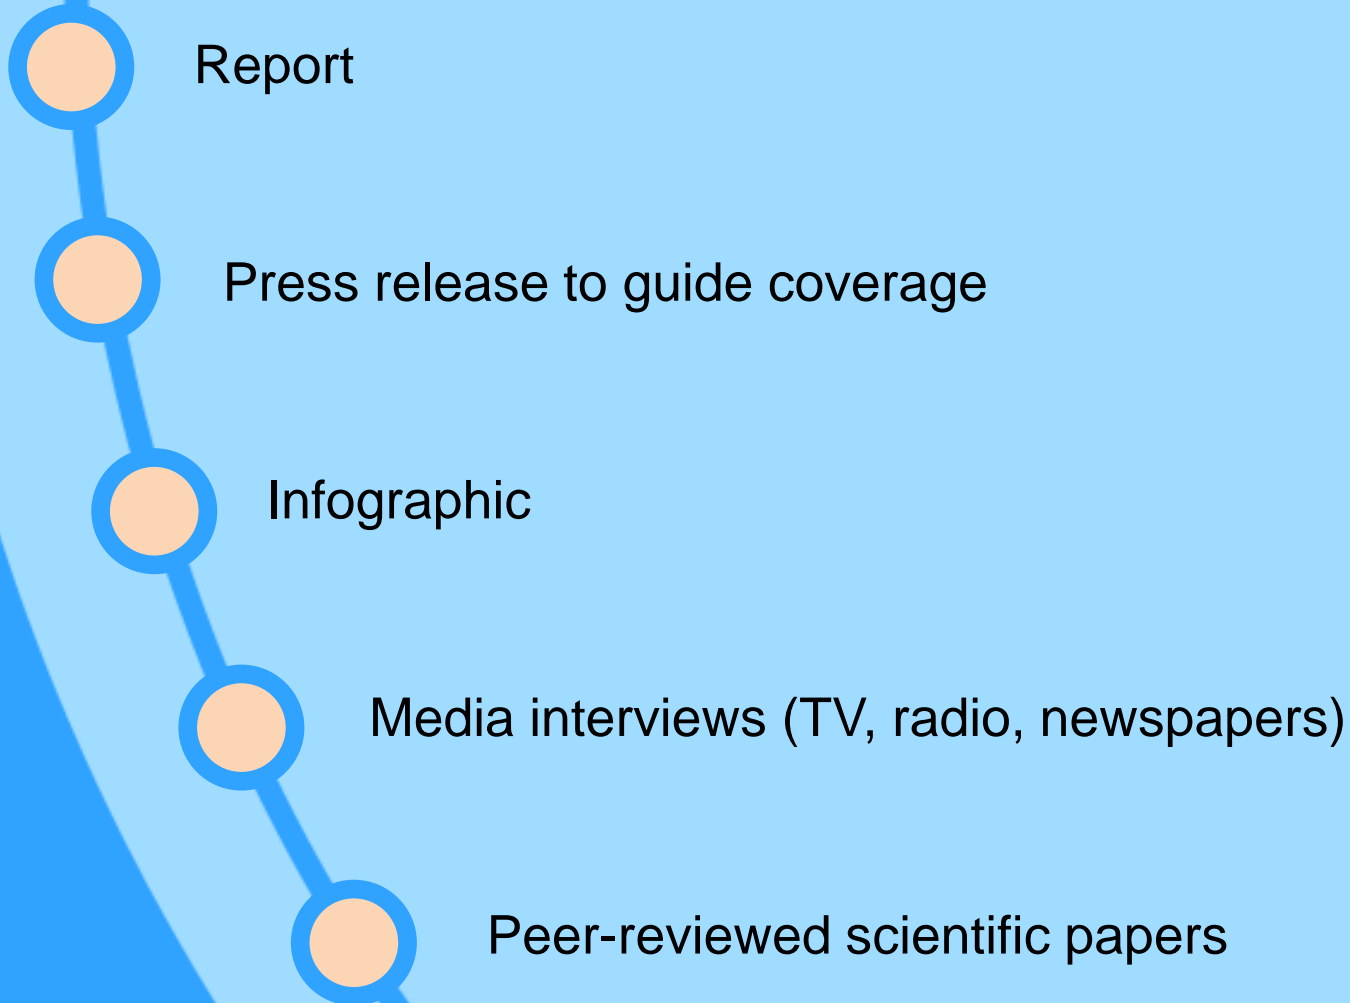 Report
Press release to guide coverage
Infographic
Media interviews (TV, radio, newspapers)
Peer-reviewed scientific papers